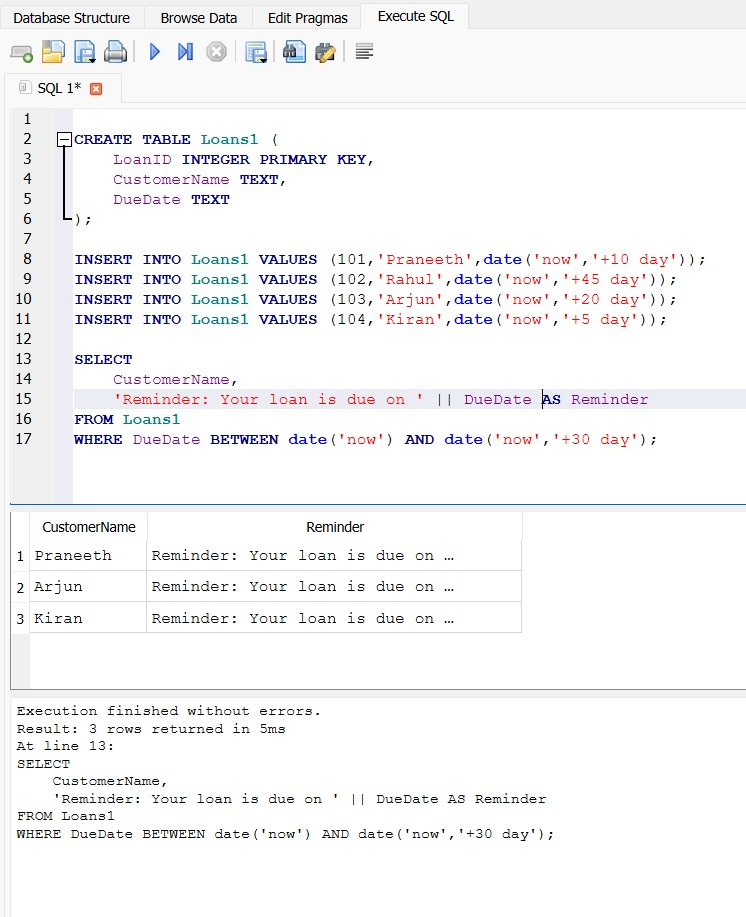 Database Structure Browse Data Edit Pragmas Execute SQL
SQL 1*
1
2 CREATE TABLE Loans1 (
3 LoanID INTEGER PRIMARY KEY,
4 CustomerName TEXT,
5 DueDate TEXT
6 );
7
8 INSERT INTO Loans1 VALUES (101,'Praneeth',date('now','+10 day'));
9 INSERT INTO Loans1 VALUES (102,'Rahul',date('now','+45 day'));
10 INSERT INTO Loans1 VALUES (103,'Arjun',date('now','+20 day'));
11 INSERT INTO Loans1 VALUES (104,'Kiran',date('now','+5 day'));
12
13 SELECT
14 CustomerName,
15 'Reminder: Your loan is due on ' || DueDate AS Reminder
16 FROM Loans1
17 WHERE DueDate BETWEEN date('now') AND date('now','+30 day');
CustomerName Reminder
1 Praneeth Reminder: Your loan is due on …
2 Arjun Reminder: Your loan is due on …
3 Kiran Reminder: Your loan is due on …
Execution finished without errors.
Result: 3 rows returned in 5ms
At line 13:
SELECT
CustomerName,
'Reminder: Your loan is due on ' || DueDate AS Reminder
FROM Loans1
WHERE DueDate BETWEEN date('now') AND date('now','+30 day');